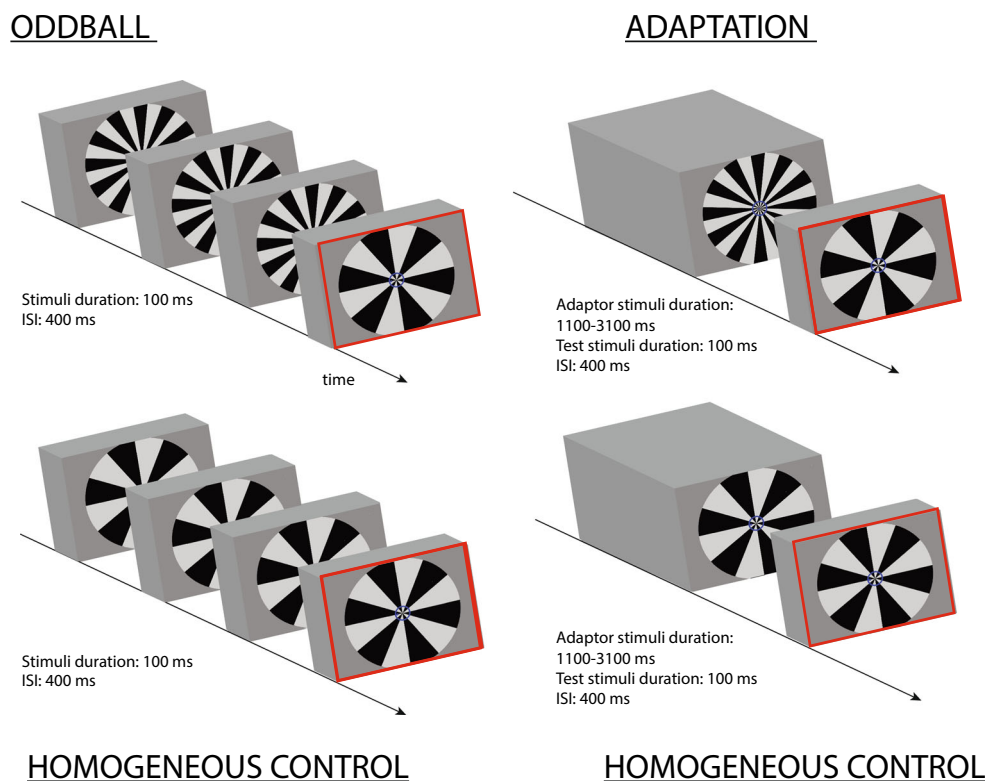 ODDBALL
ADAPTATION
Stimuli duration: 100 ms
ISI: 400 ms
time
Adaptor stimuli duration:
1100-3100 ms
Test stimuli duration: 100 ms
ISI: 400 ms
Stimuli duration: 100 ms
ISI: 400 ms
Adaptor stimuli duration:
1100-3100 ms
Test stimuli duration: 100 ms
ISI: 400 ms
HOMOGENEOUS CONTROL
HOMOGENEOUS CONTROL